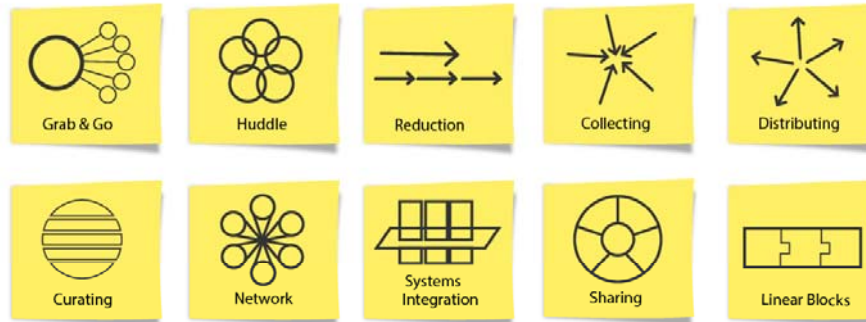 Grab & Go
Huddle
Reduction
Collecting
Distributing
Curating
Network
Systems
Integration
Sharing
Linear Blocks